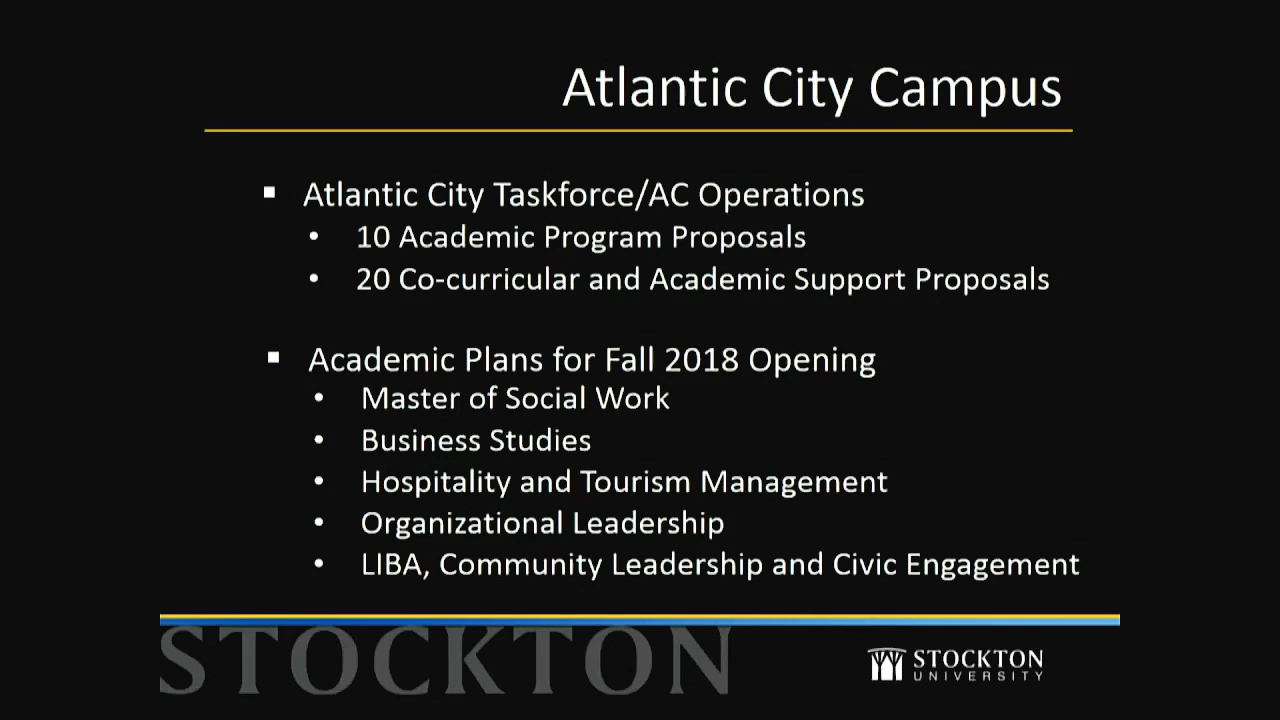 Atlantic City Campus
▪ Atlantic City Taskforce/AC Operations
• 10 Academic Program Proposals
• 20 Co-curricular and Academic Support Proposals
▪ Academic Plans for Fall 2018 Opening
• Master of Social Work
• Business Studies
• Hospitality and Tourism Management
• Organizational Leadership
• LIBA, Community Leadership and Civic Engagement
STOCKTON
STOCKTON
UNIVERSITY